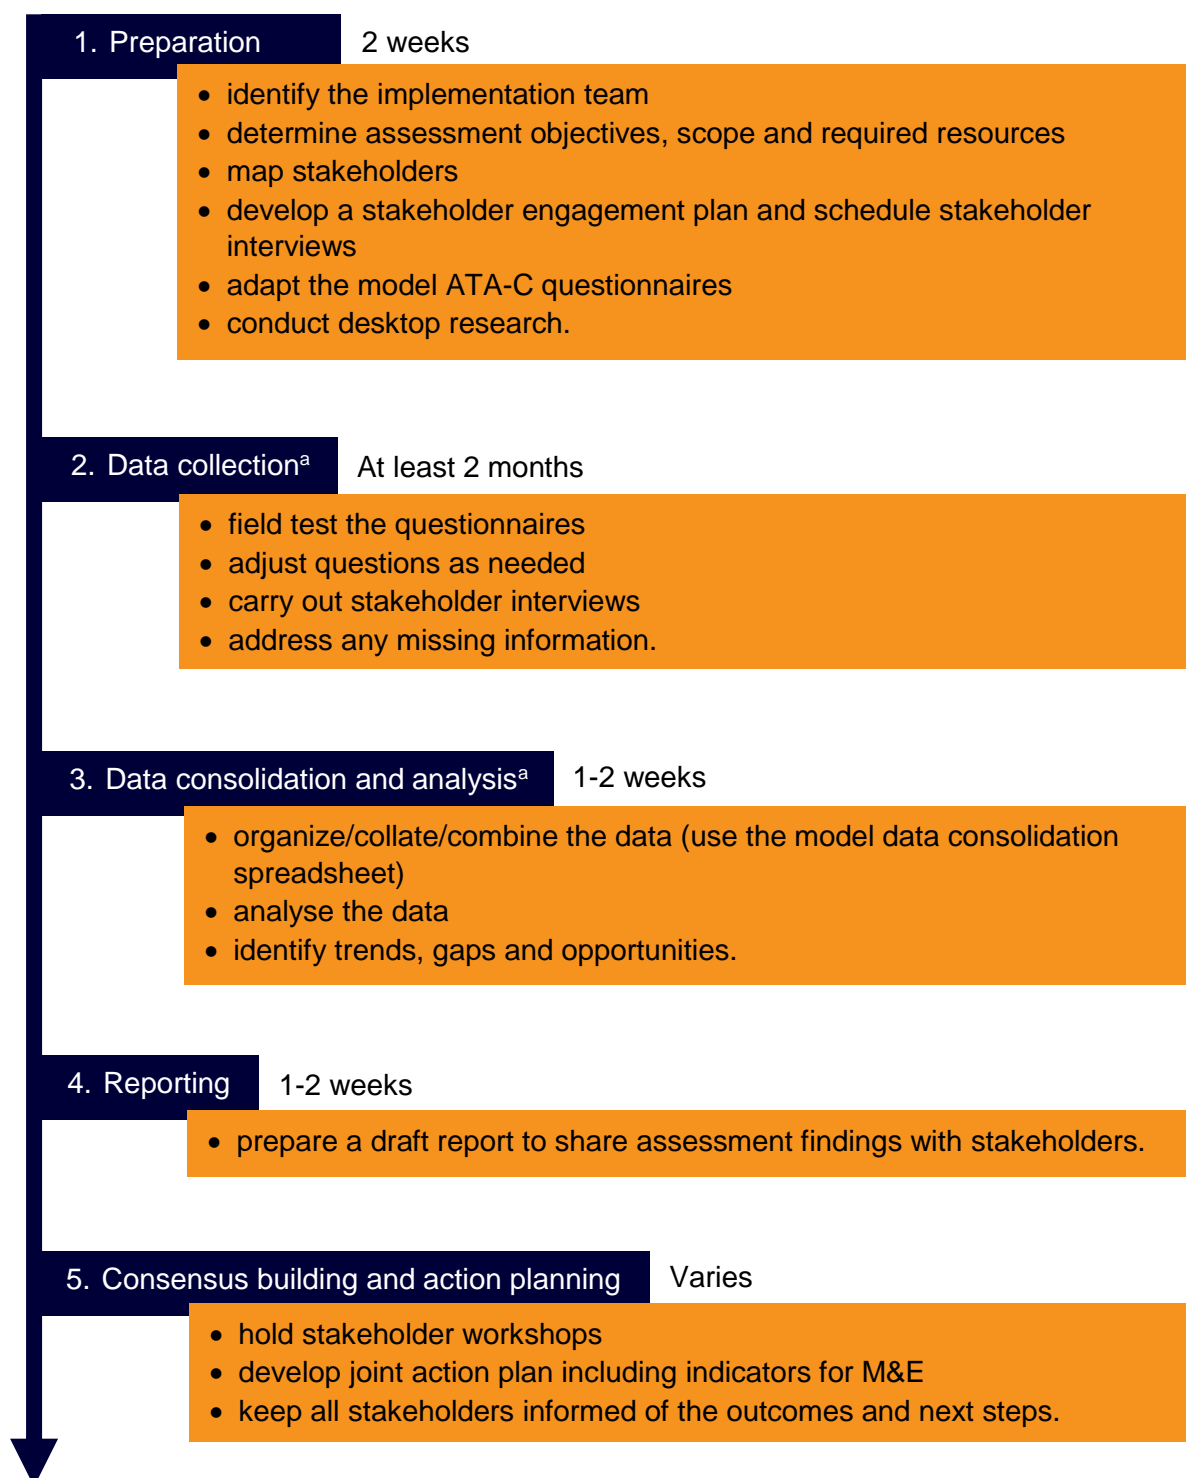 1. Preparation 2 weeks
• identify the implementation team
• determine assessment objectives, scope and required resources
• map stakeholders
• develop a stakeholder engagement plan and schedule stakeholder
interviews
• adapt the model ATA-C questionnaires
• conduct desktop research.
2. Data collectionᵃ At least 2 months
• field test the questionnaires
• adjust questions as needed
• carry out stakeholder interviews
• address any missing information.
3. Data consolidation and analysisᵃ 1-2 weeks
• organize/collate/combine the data (use the model data consolidation
spreadsheet)
• analyse the data
• identify trends, gaps and opportunities.
4. Reporting 1-2 weeks
• prepare a draft report to share assessment findings with stakeholders.
5. Consensus building and action planning Varies
• hold stakeholder workshops
• develop joint action plan including indicators for M&E
• keep all stakeholders informed of the outcomes and next steps.